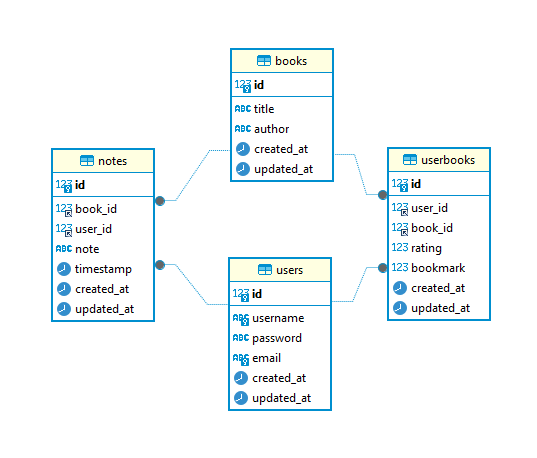 books
123 id
ABC title
ABC author
created_at
updated_at
notes
123 id
123 book_id
123 user_id
ABC note
timestamp
created_at
updated_at
userbooks
123 id
123 user_id
123 book_id
123 rating
123 bookmark
created_at
updated_at
users
123 id
ABC username
ABC password
ABC email
created_at
updated_at